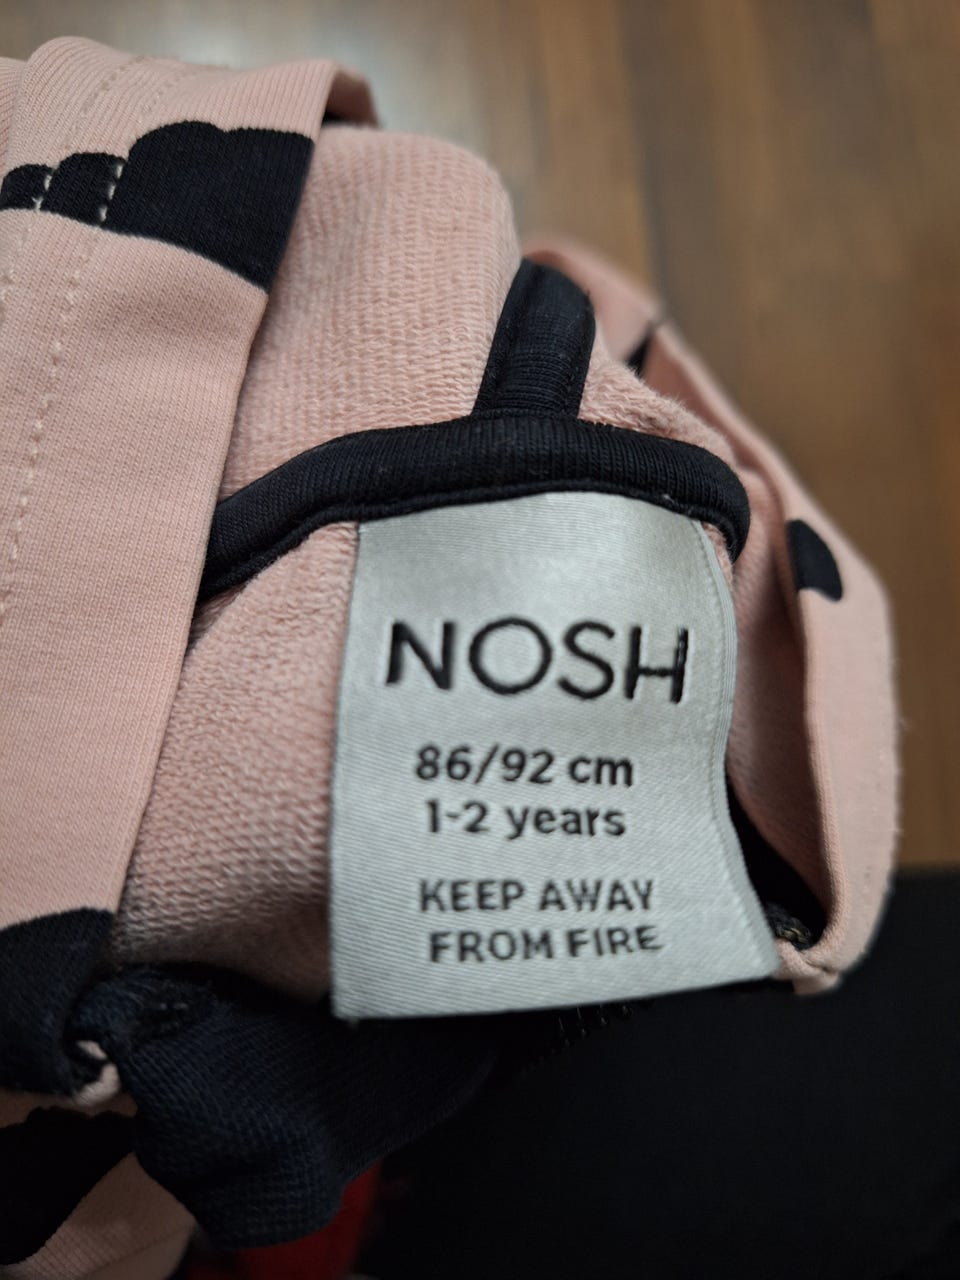 NOSH
86/92 cm
1-2 years
KEEP AWAY
FROM FIRE